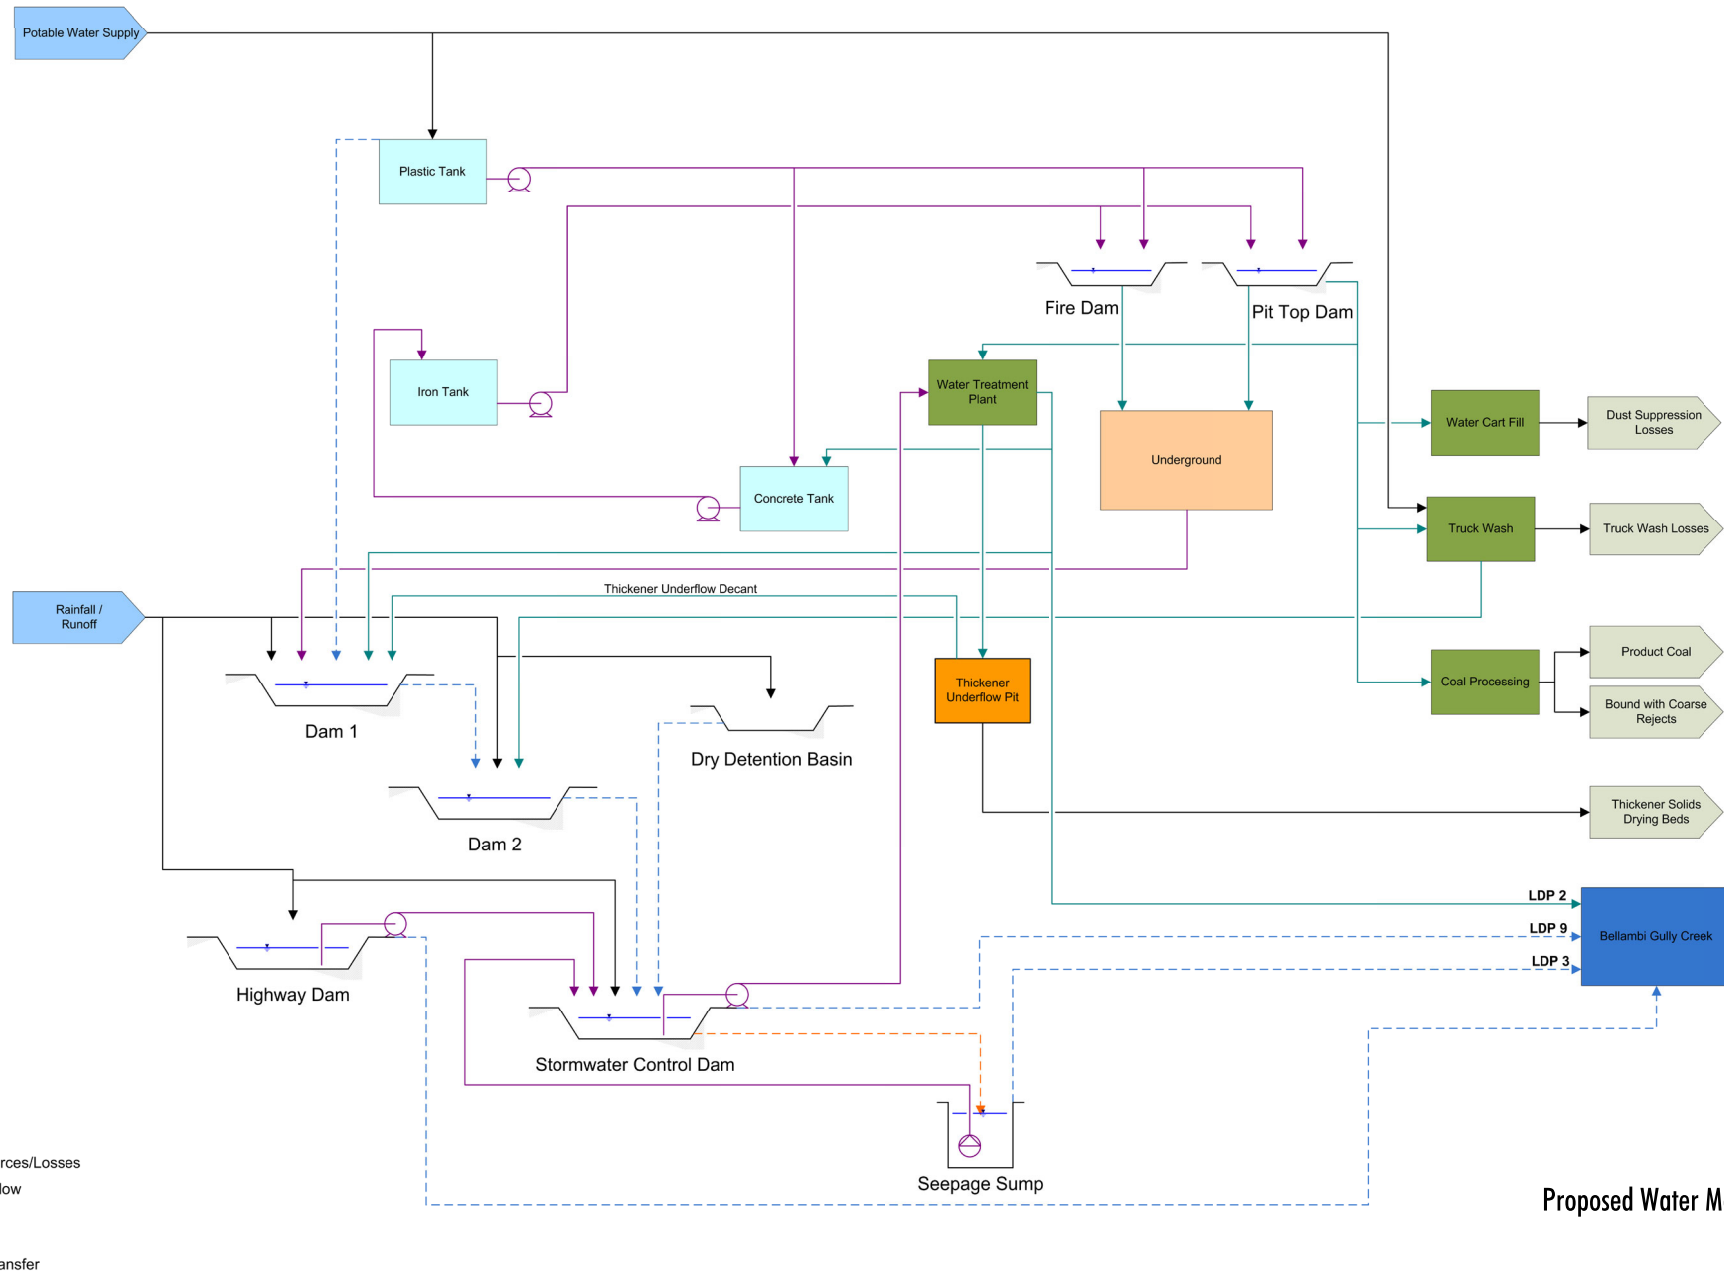 Potable Water Supply
Plastic Tank
Fire Dam
Pit Top Dam
Iron Tank
Water Treatment
Plant
Water Cart Fill
Dust Suppression
Losses
Underground
Concrete Tank
Truck Wash
Truck Wash Losses
Thickener Underflow Decant
Rainfall /
Runoff
Product Coal
Coal Processing
Thickener
Underflow Pit
Bound with Coarse
Rejects
Dam 1
Dry Detention Basin
Thickener Solids
Drying Beds
Dam 2
LDP 2
LDP 9
Bellambi Gully Creek
LDP 3
Highway Dam
Stormwater Control Dam
rces/Losses
Seepage Sump
low
Proposed Water M
ansfer